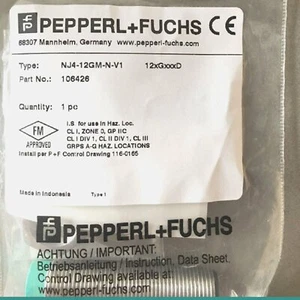 PEPPERL+FUCHS CE
68307 Mannheim, Germany www.pepperl-fuchs.com
Type: NJ4-12GM-N-V1 12xGxxxD
Part No.: 106426
Quantity: 1 pc
FM
APPROVED
I.S. for use in Haz. Loc.
CL I, ZONE 0, GP IIC
CL I DIV 1, CL II DIV 1, CL III
GRPS A-G HAZ. LOCATIONS
Install per P+F Control Drawing 116-0165
Made in Indonesia Type 1
PEPPERL+FUCHS
ACHTUNG / IMPORTANT:
Betriebsanleitung / Instruction, Data Sheet,
Control Drawing available at:
www.pepperl-fuchs.com